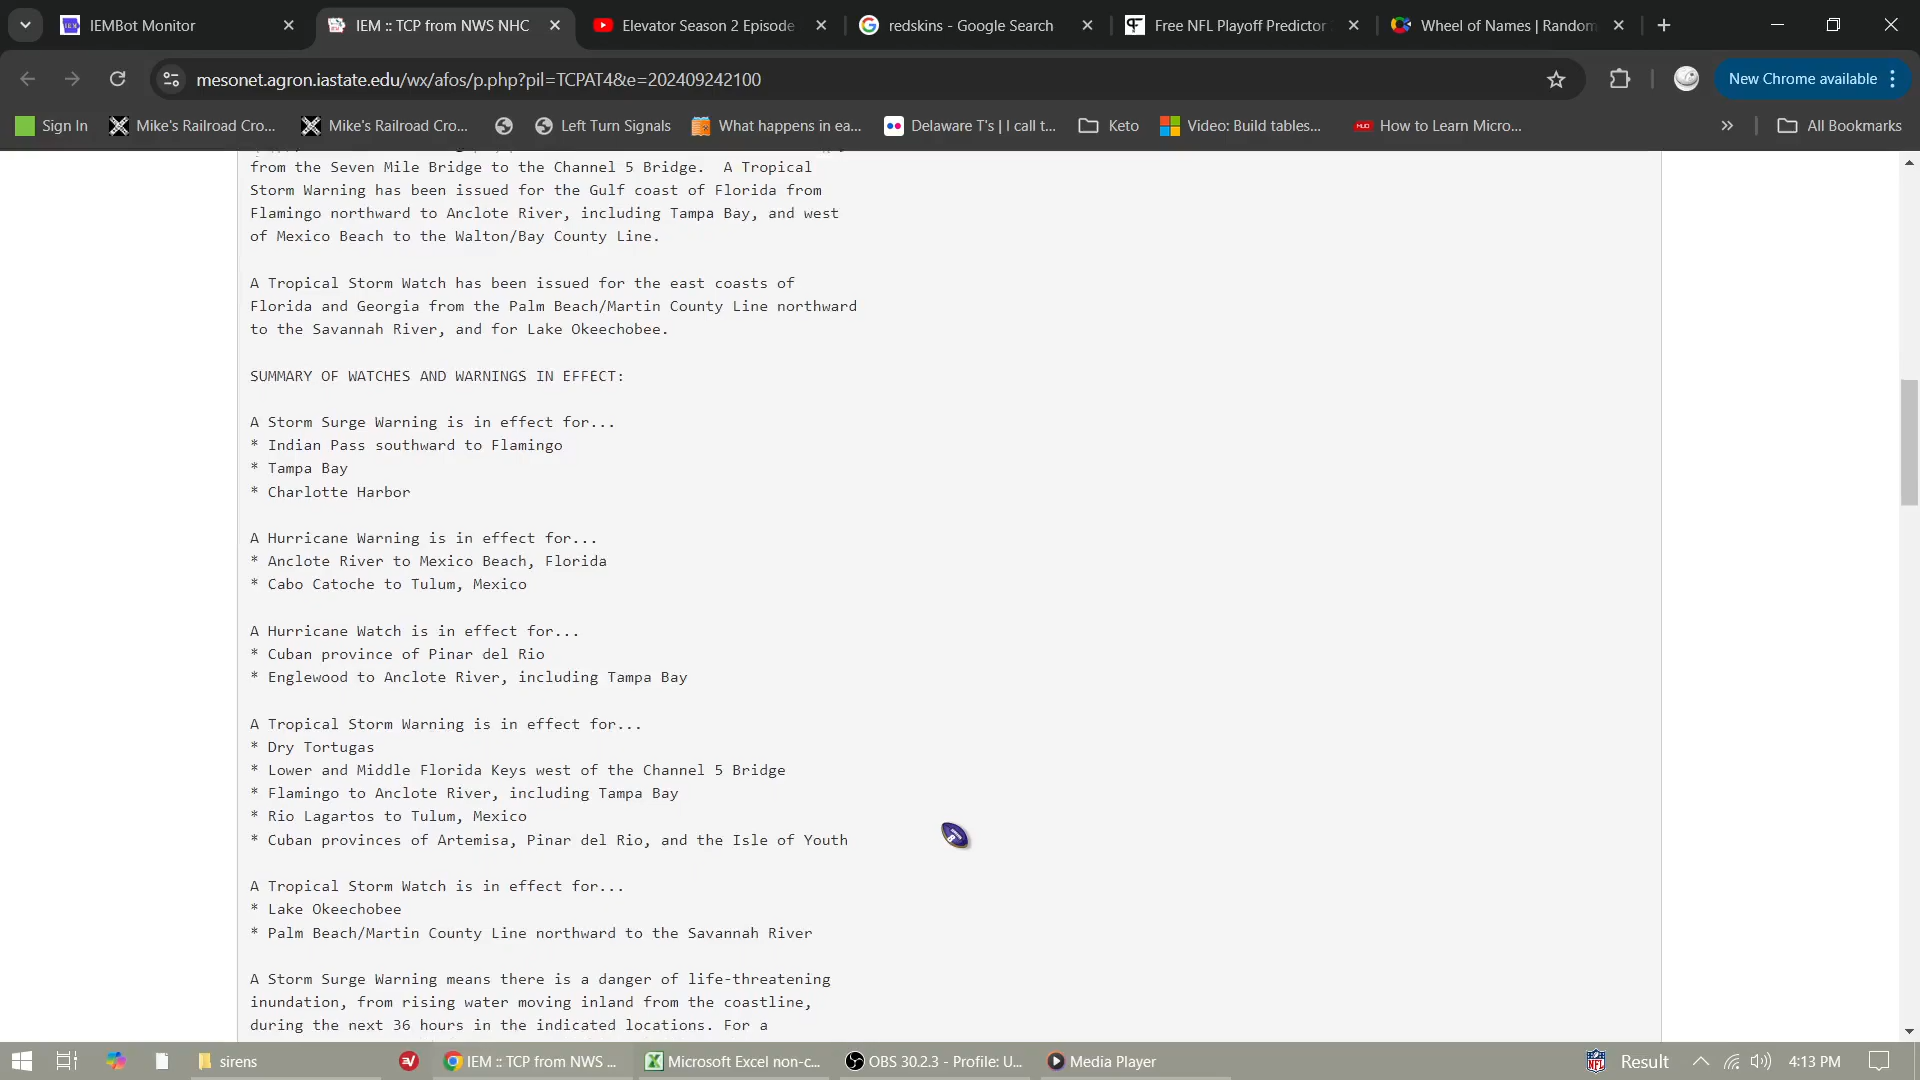 IEMBot Monitor
IEM :: TCP from NWS NHC
Elevator Season 2 Episode
redskins - Google Search
Free NFL Playoff Predictor
Wheel of Names | Random
mesonet.agron.iastate.edu/wx/afos/p.php?pil=TCPAT4&e=202409242100
New Chrome available
Sign In
Mike's Railroad Cro...
Mike's Railroad Cro...
Left Turn Signals
What happens in ea...
Delaware T's | I call t...
Keto
Video: Build tables...
How to Learn Micro...
All Bookmarks
from the Seven Mile Bridge to the Channel 5 Bridge.  A Tropical
Storm Warning has been issued for the Gulf coast of Florida from
Flamingo northward to Anclote River, including Tampa Bay, and west
of Mexico Beach to the Walton/Bay County Line.
A Tropical Storm Watch has been issued for the east coasts of
Florida and Georgia from the Palm Beach/Martin County Line northward
to the Savannah River, and for Lake Okeechobee.
SUMMARY OF WATCHES AND WARNINGS IN EFFECT:
A Storm Surge Warning is in effect for...
* Indian Pass southward to Flamingo
* Tampa Bay
* Charlotte Harbor
A Hurricane Warning is in effect for...
* Anclote River to Mexico Beach, Florida
* Cabo Catoche to Tulum, Mexico
A Hurricane Watch is in effect for...
* Cuban province of Pinar del Rio
* Englewood to Anclote River, including Tampa Bay
A Tropical Storm Warning is in effect for...
* Dry Tortugas
* Lower and Middle Florida Keys west of the Channel 5 Bridge
* Flamingo to Anclote River, including Tampa Bay
* Rio Lagartos to Tulum, Mexico
* Cuban provinces of Artemisa, Pinar del Rio, and the Isle of Youth
A Tropical Storm Watch is in effect for...
* Lake Okeechobee
* Palm Beach/Martin County Line northward to the Savannah River
A Storm Surge Warning means there is a danger of life-threatening
inundation, from rising water moving inland from the coastline,
during the next 36 hours in the indicated locations. For a
sirens
IEM :: TCP from NWS ...
Microsoft Excel non-c...
OBS 30.2.3 - Profile: U...
Media Player
Result
4:13 PM